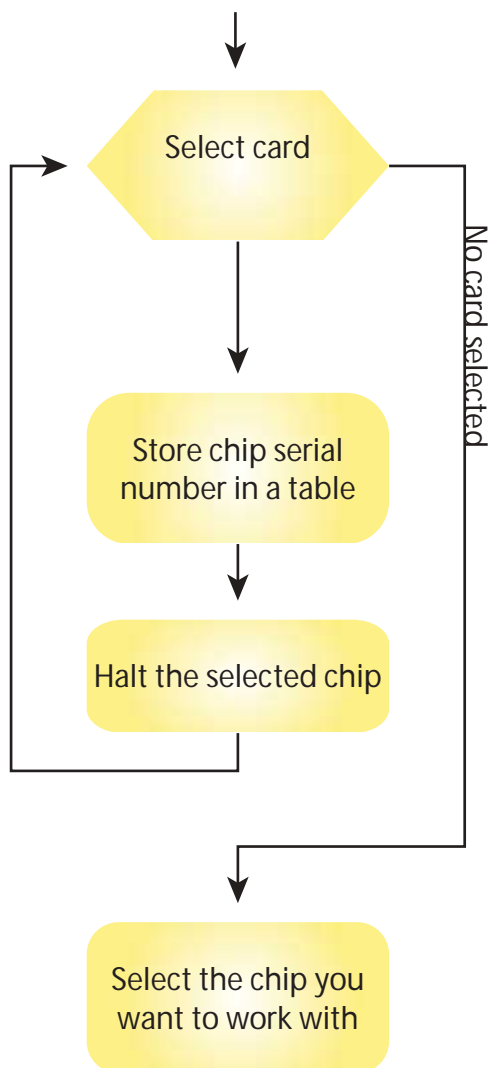 Select card
No card selected
Store chip serial
number in a table
Halt the selected chip
Select the chip you
want to work with